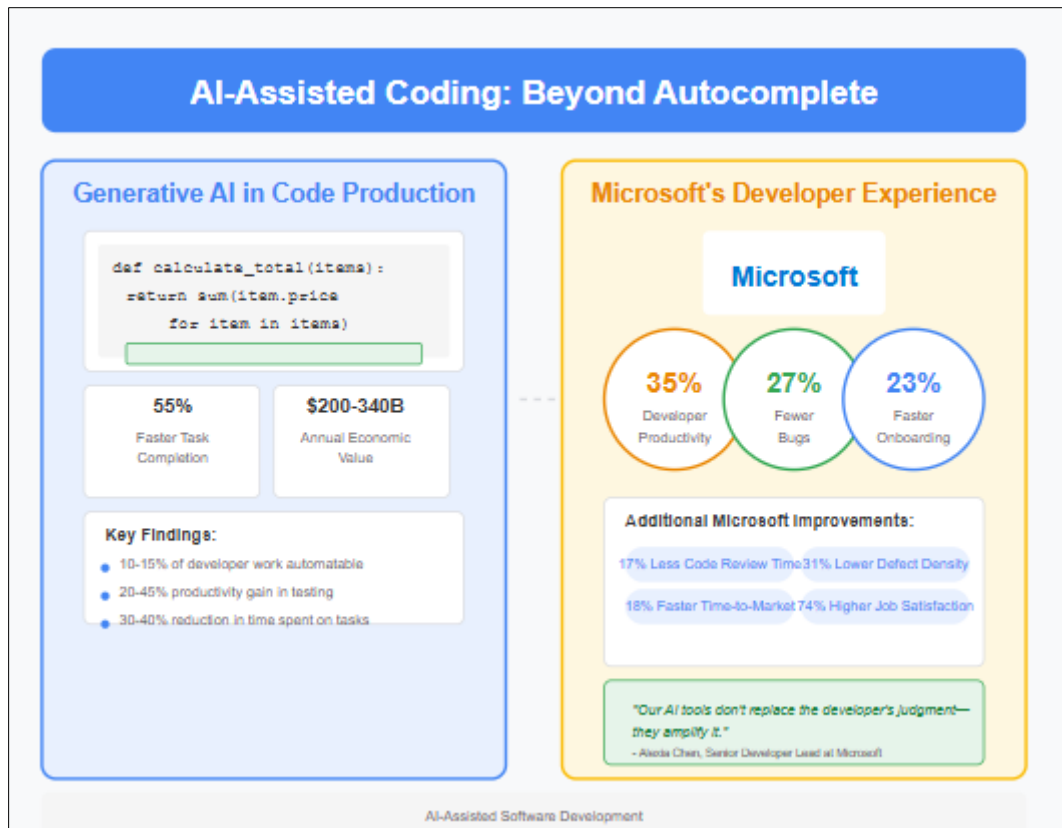 AI-Assisted Coding: Beyond Autocomplete
Generative AI in Code Production
def calculate_total(items):
return sum(item.price
for item in items)
55%
Faster Task
Completion
$200-340B
Annual Economic
Value
Key Findings:
10-15% of developer work automatable
20-45% productivity gain in testing
30-40% reduction in time spent on tasks
Microsoft's Developer Experience
Microsoft
35%
Developer
Productivity
27%
Fewer
Bugs
23%
Faster
Onboarding
Additional Microsoft Improvements:
17% Less Code Review Time
31% Lower Defect Density
18% Faster Time-to-Market
74% Higher Job Satisfaction
"Our AI tools don't replace the developer's judgment—
they amplify it."
- Alexia Chen, Senior Developer Lead at Microsoft
AI-Assisted Software Development